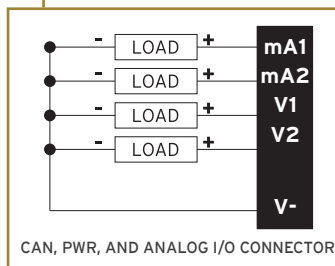 - LOAD + mA1
- LOAD + mA2
- LOAD + V1
- LOAD + V2
V-
CAN, PWR, AND ANALOG I/O CONNECTOR